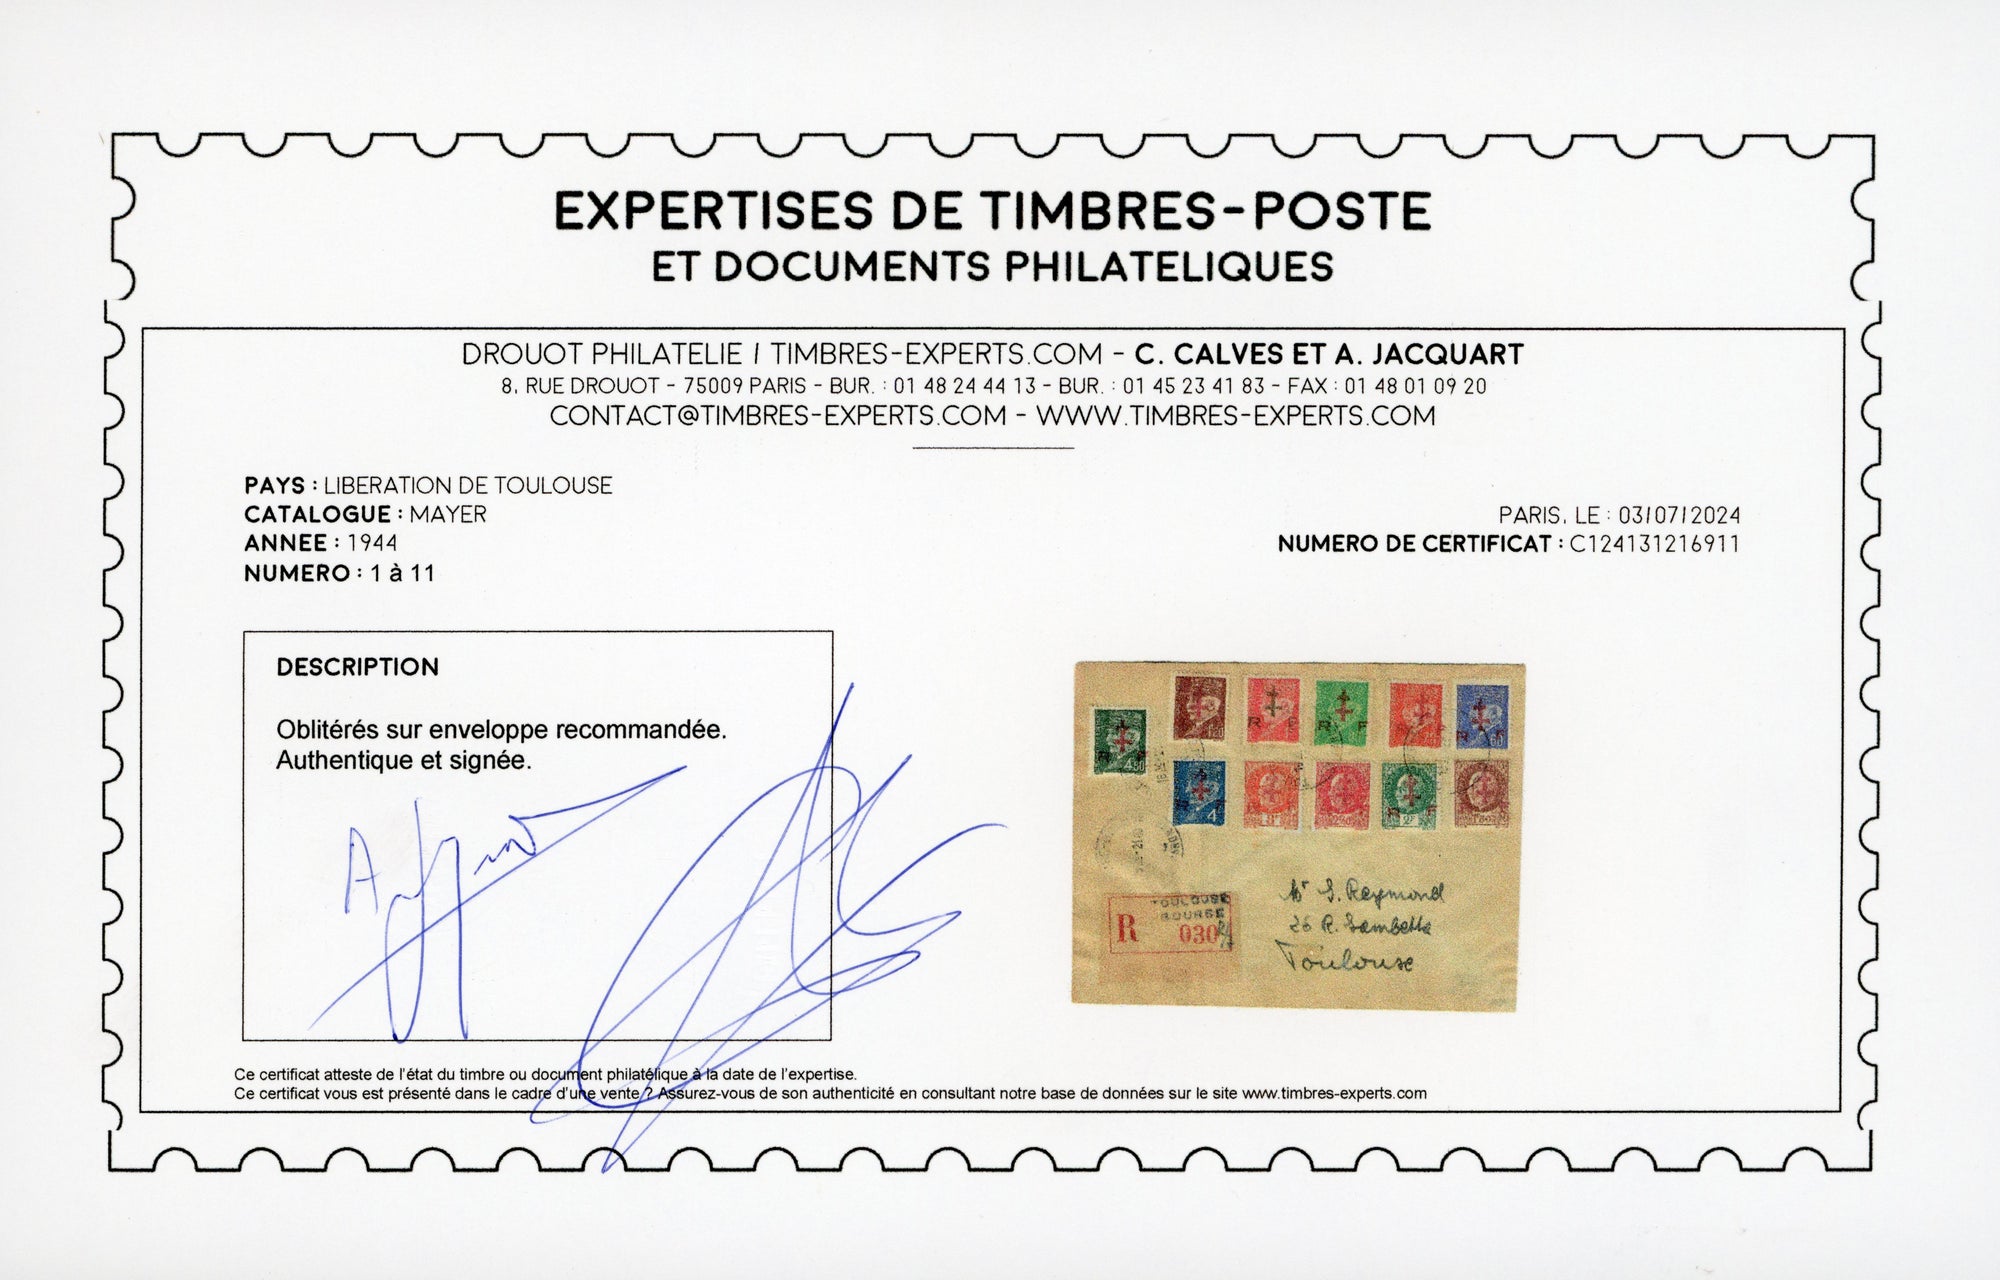 EXPERTISES DE TIMBRES-POSTE
ET DOCUMENTS PHILATELIQUES
DROUOT PHILATELIE / TIMBRES-EXPERTS.COM - C. CALVES ET A. JACQUART
8, RUE DROUOT - 75009 PARIS - BUR. : 01 48 24 44 13 - BUR. : 01 45 23 41 83 - FAX : 01 48 01 09 20
CONTACT@TIMBRES-EXPERTS.COM - WWW.TIMBRES-EXPERTS.COM
PAYS : LIBERATION DE TOULOUSE
CATALOGUE : MAYER
ANNEE : 1944
NUMERO : 1 à 11
PARIS, LE : 03/07/2024
NUMERO DE CERTIFICAT : C124131216911
DESCRIPTION
Oblitérés sur enveloppe recommandée.
Authentique et signée.
TOULOUSE
BOURSE
R 030
Mr S. Raymond
26 R. Gambetta
Toulouse
Ce certificat atteste de l'état du timbre ou document philatélique à la date de l'expertise.
Ce certificat vous est présenté dans le cadre d'une vente ? Assurez-vous de son authenticité en consultant notre base de données sur le site www.timbres-experts.com